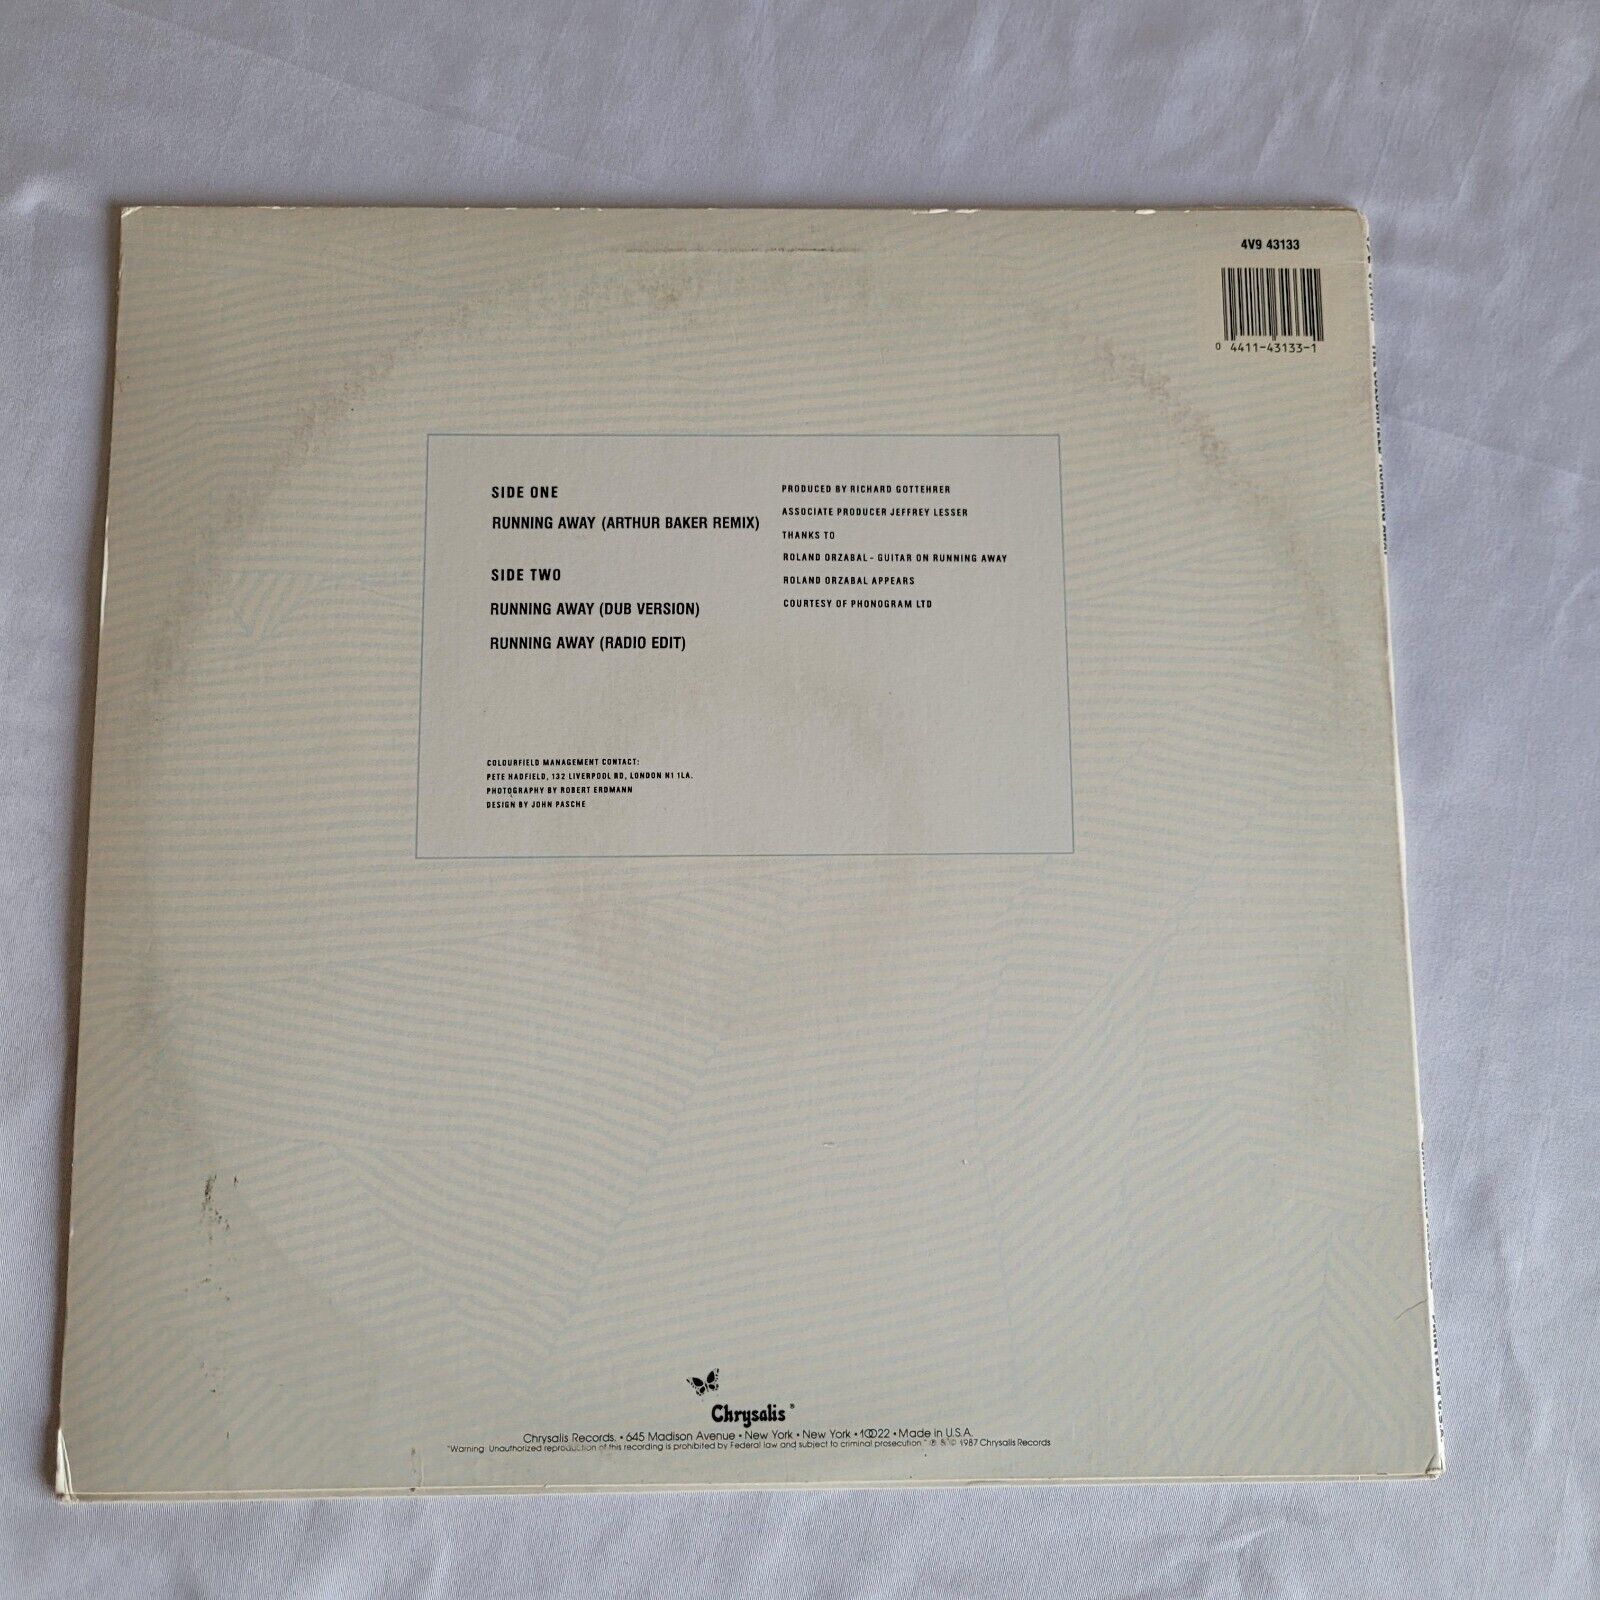 4V9 43133
0 4411-43133-1
SIDE ONE
RUNNING AWAY (ARTHUR BAKER REMIX)
SIDE TWO
RUNNING AWAY (DUB VERSION)
RUNNING AWAY (RADIO EDIT)
PRODUCED BY RICHARD GOTTEHRER
ASSOCIATE PRODUCER JEFFREY LESSER
THANKS TO
ROLAND ORZABAL - GUITAR ON RUNNING AWAY
ROLAND ORZABAL APPEARS
COURTESY OF PHONOGRAM LTD
COLOURFIELD MANAGEMENT CONTACT:
PETE HADFIELD, 132 LIVERPOOL RD, LONDON N1 1LA.
PHOTOGRAPHY BY ROBERT ERDMANN
DESIGN BY JOHN PASCHE
Chrysalis®
Chrysalis Records. • 645 Madison Avenue • New York • New York • 10022 • Made in U.S.A.
"Warning: Unauthorized reproduction of this recording is prohibited by Federal law and subject to criminal prosecution." ℗ & © 1987 Chrysalis Records
PRINTED IN U.S.A.